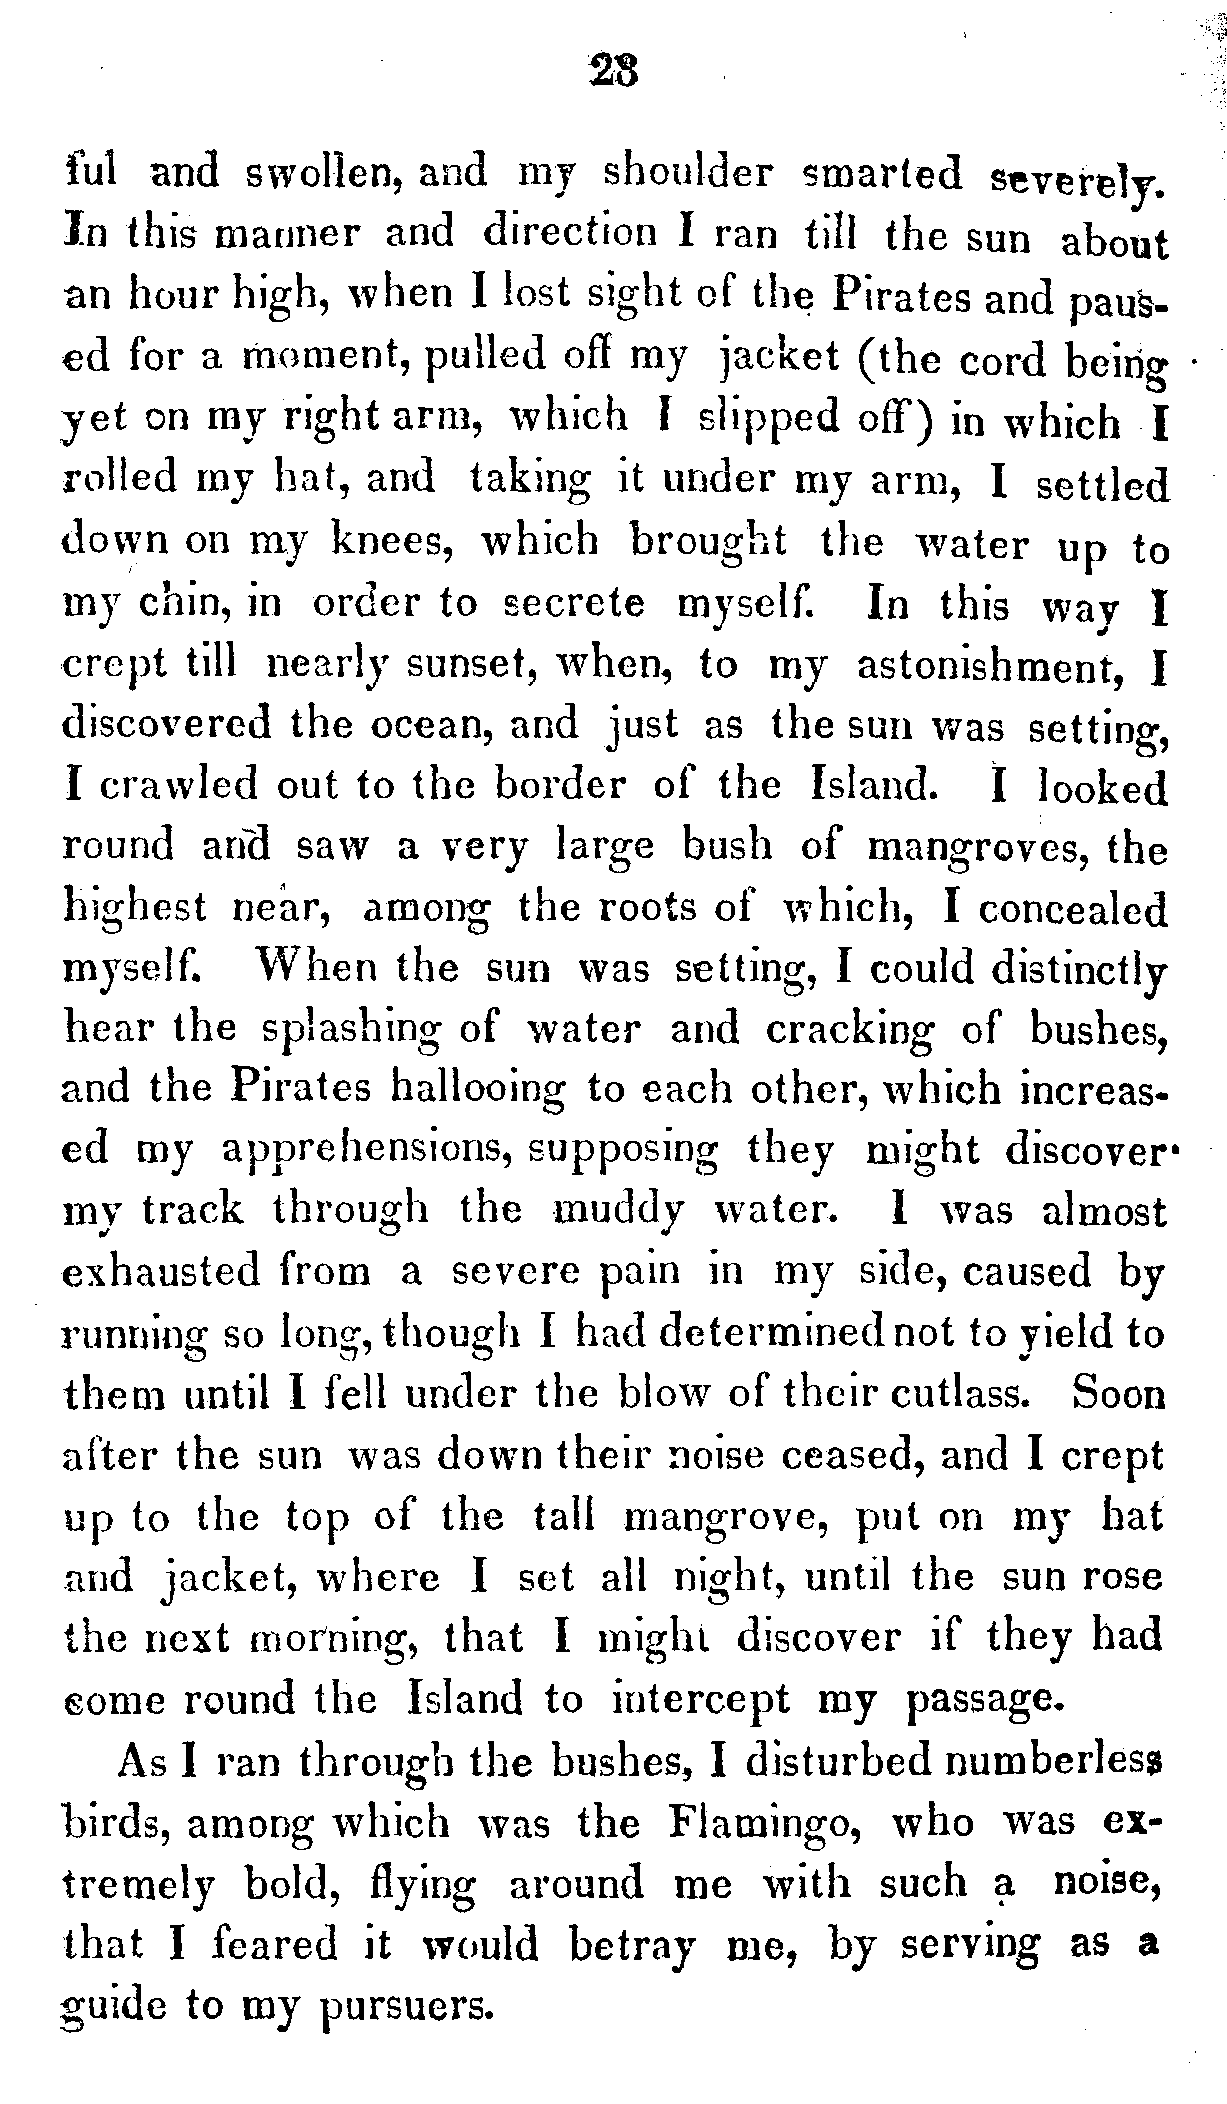 28
ful and swollen, and my shoulder smarted severely.
In this manner and direction I ran till the sun about
an hour high, when I lost sight of the Pirates and paus-
ed for a moment, pulled off my jacket (the cord being
yet on my right arm, which I slipped off) in which I
rolled my hat, and taking it under my arm, I settled
down on my knees, which brought the water up to
my chin, in order to secrete myself. In this way I
crept till nearly sunset, when, to my astonishment, I
discovered the ocean, and just as the sun was setting,
I crawled out to the border of the Island. I looked
round and saw a very large bush of mangroves, the
highest near, among the roots of which, I concealed
myself. When the sun was setting, I could distinctly
hear the splashing of water and cracking of bushes,
and the Pirates hallooing to each other, which increas-
ed my apprehensions, supposing they might discover
my track through the muddy water. I was almost
exhausted from a severe pain in my side, caused by
running so long, though I had determined not to yield to
them until I fell under the blow of their cutlass. Soon
after the sun was down their noise ceased, and I crept
up to the top of the tall mangrove, put on my hat
and jacket, where I set all night, until the sun rose
the next morning, that I might discover if they had
come round the Island to intercept my passage.
As I ran through the bushes, I disturbed numberless
birds, among which was the Flamingo, who was ex-
tremely bold, flying around me with such a noise,
that I feared it would betray me, by serving as a
guide to my pursuers.